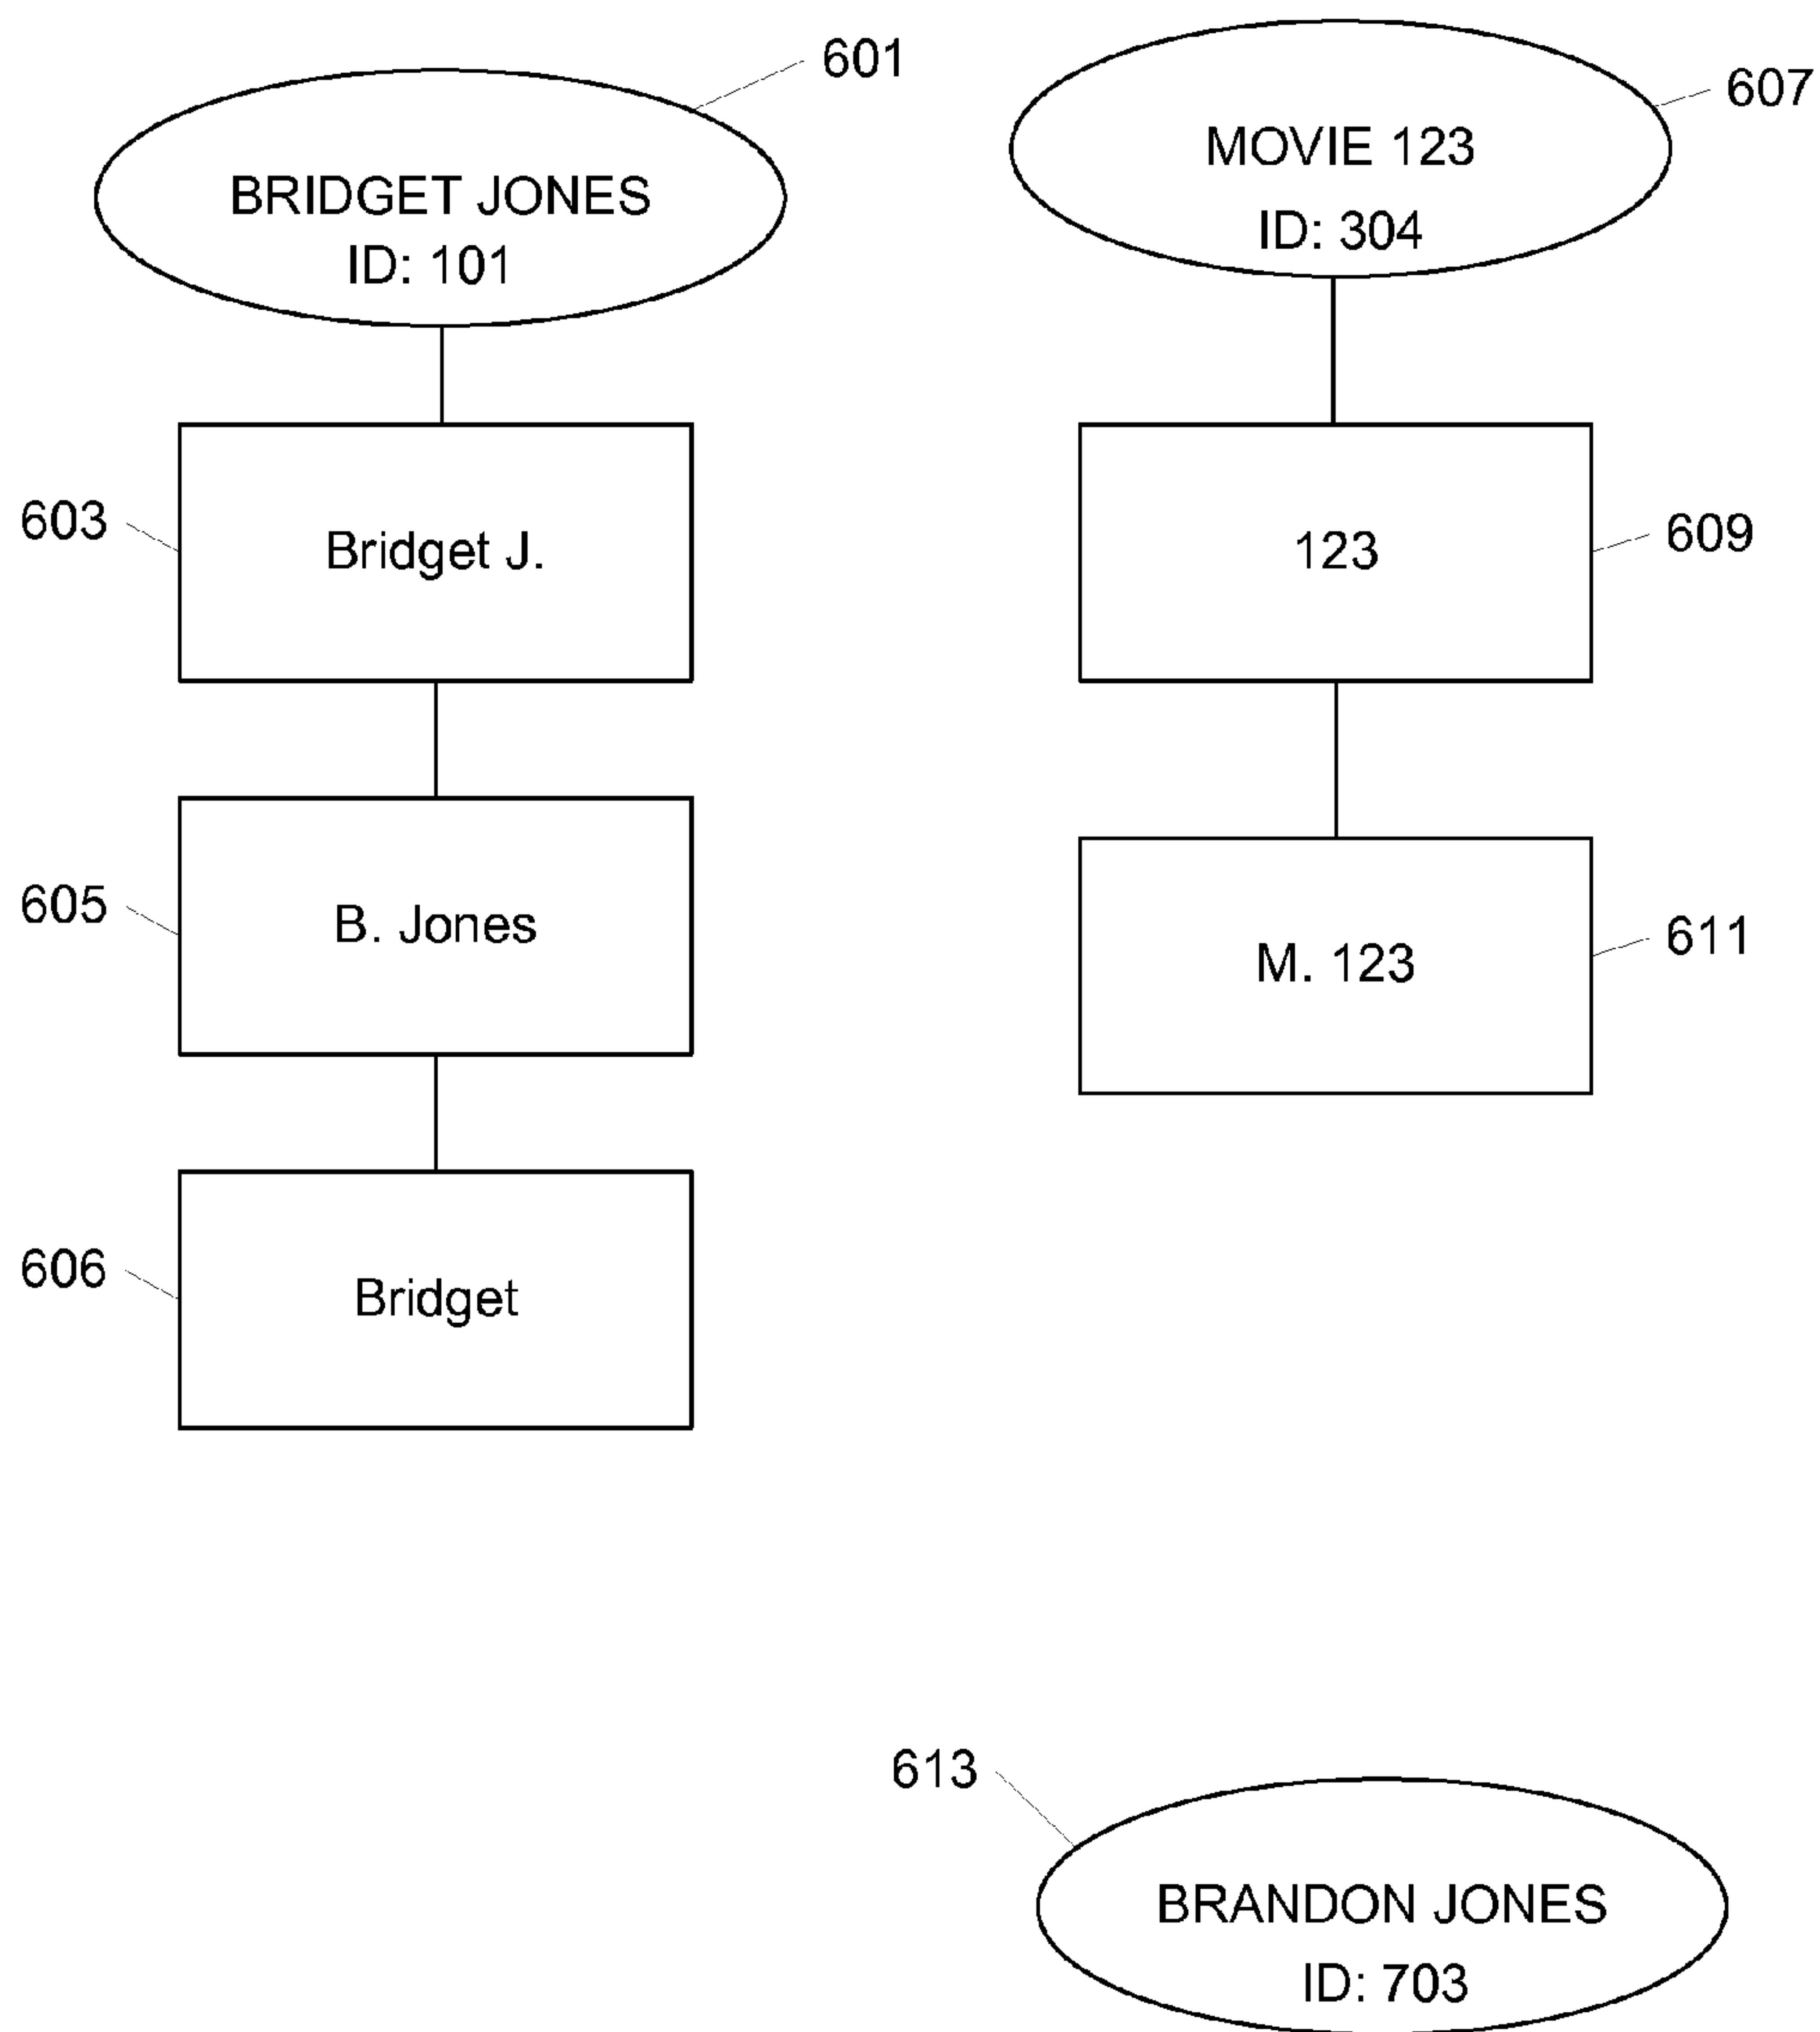 601
BRIDGET JONES
ID: 101
603
Bridget J.
605
B. Jones
606
Bridget
607
MOVIE 123
ID: 304
609
123
611
M. 123
613
BRANDON JONES
ID: 703